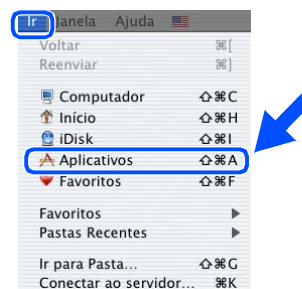 Ir Janela Ajuda
Voltar ⌘[
Reenviar ⌘]
Computador ⇧⌘C
Início ⇧⌘H
iDisk ⇧⌘I
Aplicativos ⇧⌘A
Favoritos ⇧⌘F
Favoritos
Pastas Recentes
Ir para Pasta... ⇧⌘G
Conectar ao servidor... ⌘K